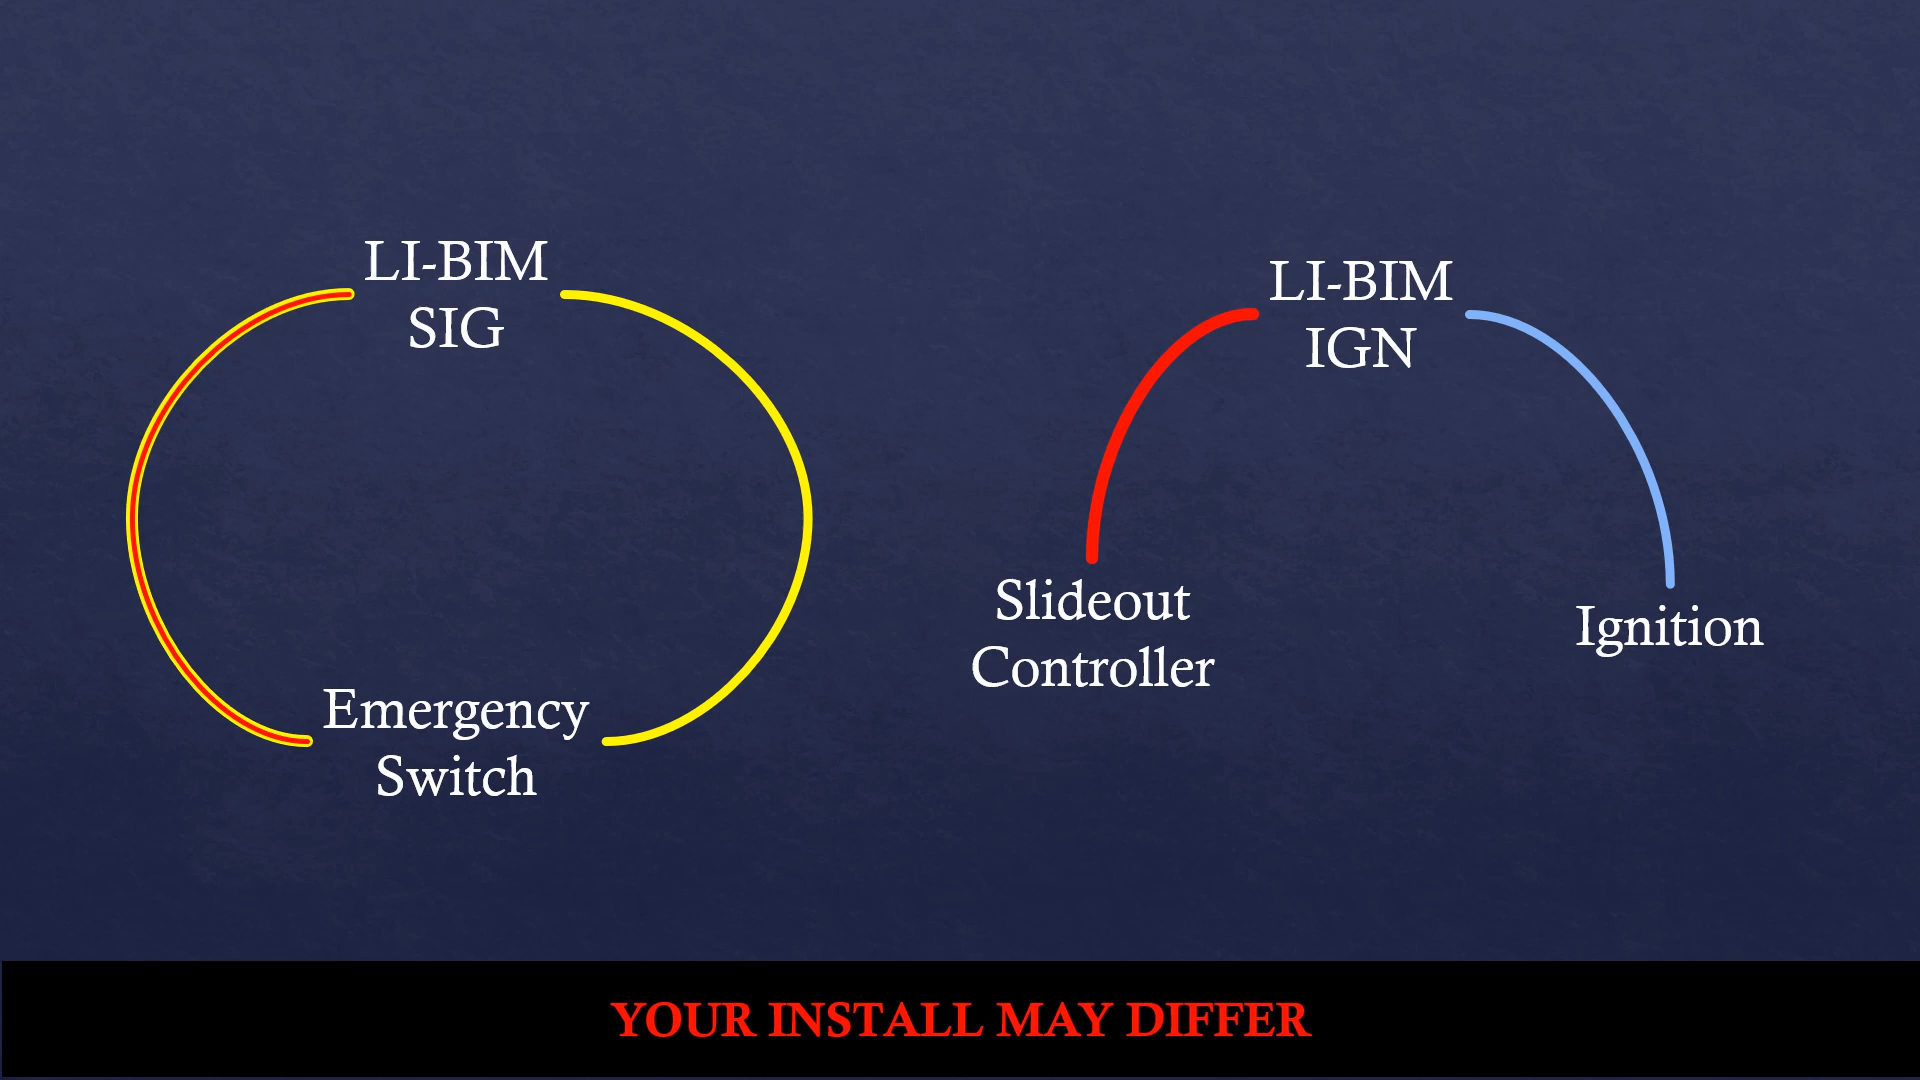 LI-BIM
SIG
Emergency
Switch
LI-BIM
IGN
Slideout
Controller
Ignition
YOUR INSTALL MAY DIFFER